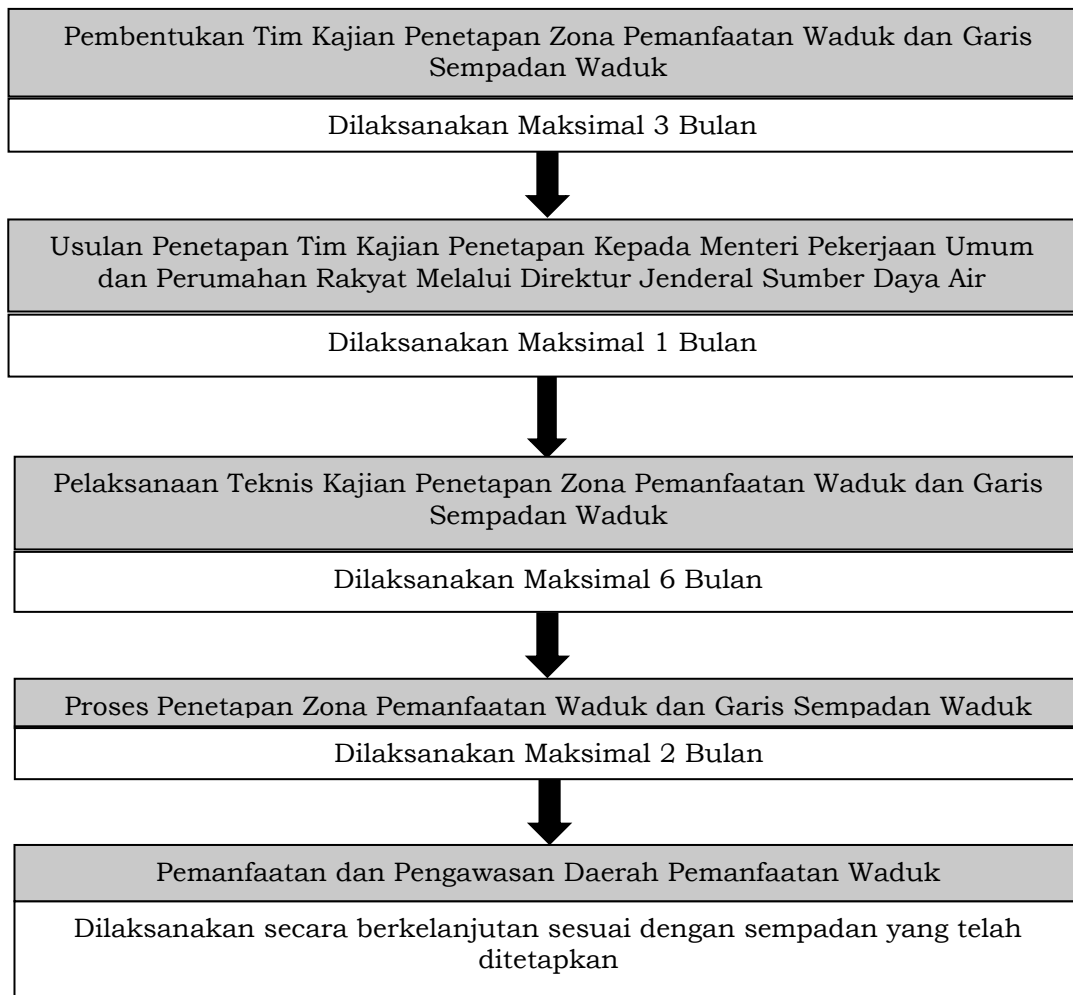 Pembentukan Tim Kajian Penetapan Zona Pemanfaatan Waduk dan Garis
Sempadan Waduk
Dilaksanakan Maksimal 3 Bulan
Usulan Penetapan Tim Kajian Penetapan Kepada Menteri Pekerjaan Umum
dan Perumahan Rakyat Melalui Direktur Jenderal Sumber Daya Air
Dilaksanakan Maksimal 1 Bulan
Pelaksanaan Teknis Kajian Penetapan Zona Pemanfaatan Waduk dan Garis
Sempadan Waduk
Dilaksanakan Maksimal 6 Bulan
Proses Penetapan Zona Pemanfaatan Waduk dan Garis Sempadan Waduk
Dilaksanakan Maksimal 2 Bulan
Pemanfaatan dan Pengawasan Daerah Pemanfaatan Waduk
Dilaksanakan secara berkelanjutan sesuai dengan sempadan yang telah
ditetapkan